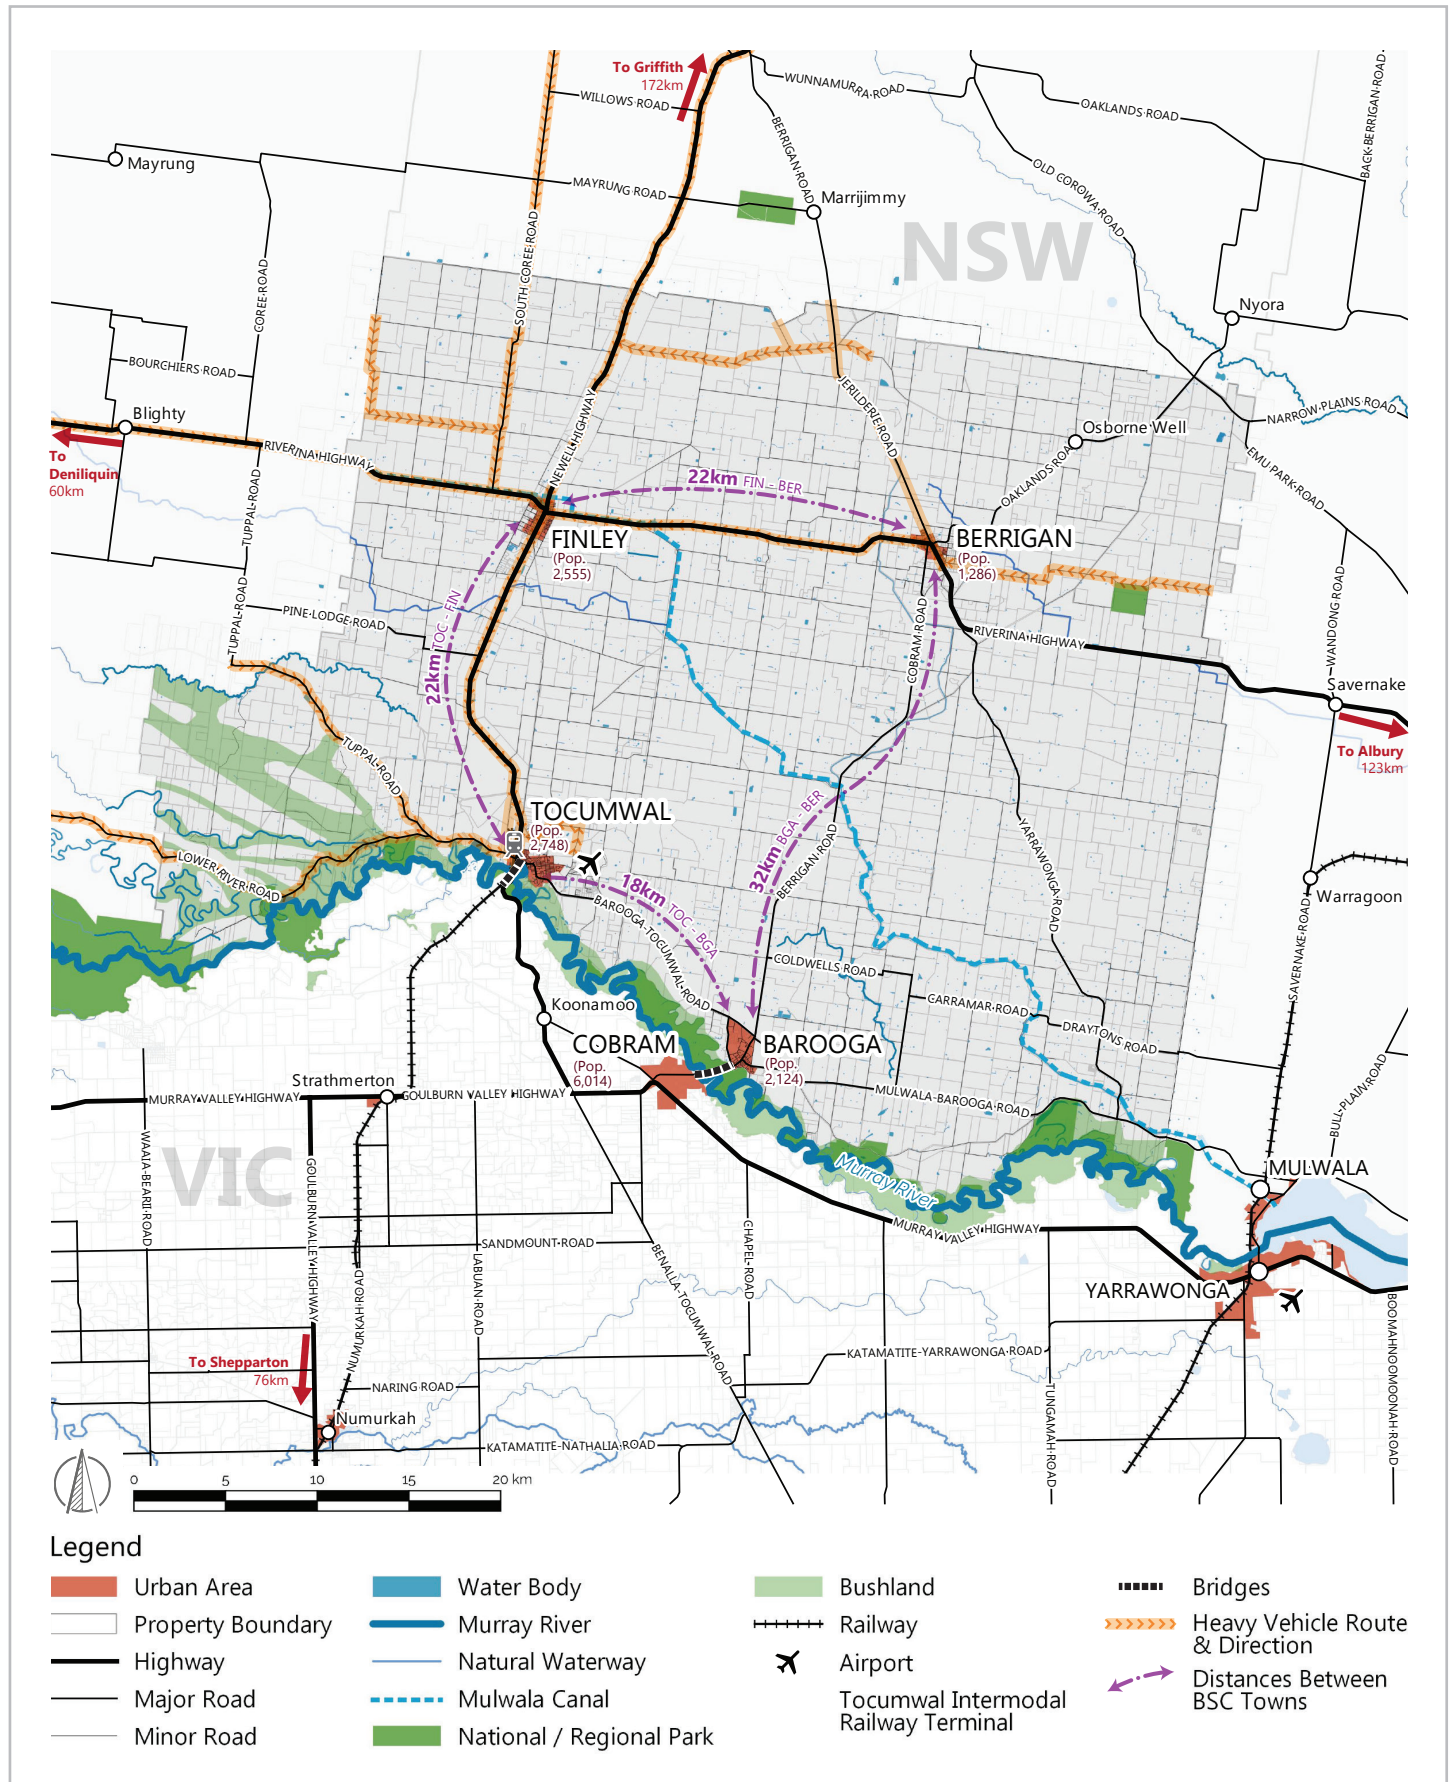 To Griffith
172km
WILLOWS ROAD
WUNNAMURRA ROAD
OAKLANDS ROAD
BACK BERRIGAN ROAD
BERRIGAN ROAD
Mayrung
MAYRUNG ROAD
Marrijimmy
OLD COROWA ROAD
NSW
SOUTH COREE ROAD
COREE ROAD
Nyora
BOURCHIERS ROAD
Blighty
To
Deniliquin
60km
RIVERINA HIGHWAY
NEWELL HIGHWAY
JERILDERIE ROAD
NARROW PLAINS ROAD
Osborne Well
OAKLANDS ROAD
EMU PARK ROAD
22km FIN - BER
TUPPAL ROAD
FINLEY
(Pop.
2,555)
BERRIGAN
(Pop.
1,286)
TUPPAL ROAD
PINE LODGE ROAD
22km TOC - FIN
COBRAM ROAD
RIVERINA HIGHWAY
WANDONG ROAD
Savernake
To Albury
123km
TUPPAL ROAD
TOCUMWAL
(Pop.
2,748)
32km BGA - BER
BERRIGAN ROAD
YARRAWONGA ROAD
LOWER RIVER ROAD
18km TOC - BGA
BAROOGA-TOCUMWAL ROAD
Warragoon
SAVERNAKE ROAD
COLDWELLS ROAD
CARRAMAR ROAD
DRAYTONS ROAD
Koonamoo
COBRAM
(Pop.
6,014)
BAROOGA
(Pop.
2,124)
Strathmerton
MURRAY VALLEY HIGHWAY
GOULBURN VALLEY HIGHWAY
MULWALA-BAROOGA ROAD
BULL PLAIN ROAD
WAAIA-BEARII ROAD
VIC
GOULBURN VALLEY HIGHWAY
Murray River
MULWALA
MURRAY VALLEY HIGHWAY
SANDMOUNT ROAD
LABUAN ROAD
BENALLA-TOCUMWAL ROAD
CHAPEL ROAD
YARRAWONGA
NUMURKAH ROAD
BOOMAHNOOMOONAH ROAD
KATAMATITE-YARRAWONGA ROAD
To Shepparton
76km
NARING ROAD
TUNGAMAH ROAD
Numurkah
KATAMATITE-NATHALIA ROAD
0 5 10 15 20 km
Legend
Urban Area
Property Boundary
Highway
Major Road
Minor Road
Water Body
Murray River
Natural Waterway
Mulwala Canal
National / Regional Park
Bushland
Railway
Airport
Tocumwal Intermodal
Railway Terminal
Bridges
Heavy Vehicle Route
& Direction
Distances Between
BSC Towns